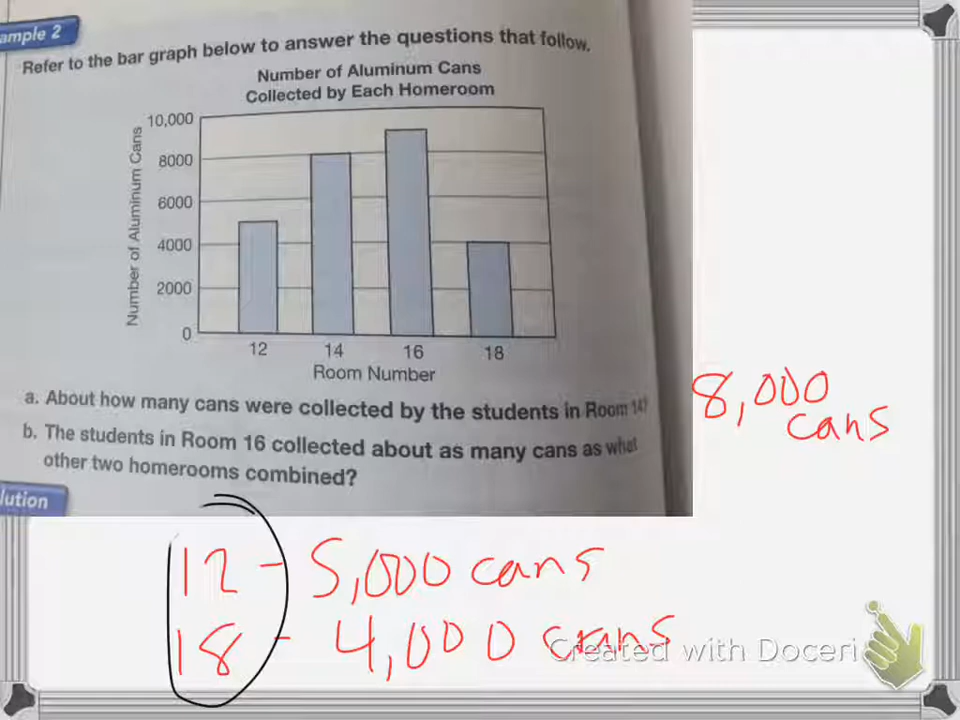 ample 2
Refer to the bar graph below to answer the questions that follow.
Number of Aluminum Cans
Collected by Each Homeroom
Number of Aluminum Cans
10,000
8000
6000
4000
2000
0
12 14 16 18
Room Number
a. About how many cans were collected by the students in Room 14?
b. The students in Room 16 collected about as many cans as what
other two homerooms combined?
lution
8,000
cans
12 - 5,000 cans
18 - 4,000 cans
Created with Doceri